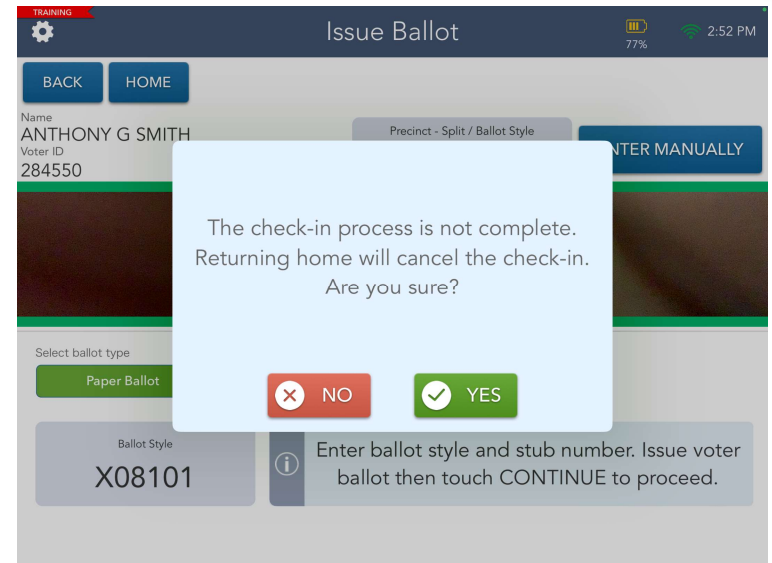 TRAINING
Issue Ballot
77%
2:52 PM
BACK
HOME
Name
ANTHONY G SMITH
Voter ID
284550
Precinct - Split / Ballot Style
NTER MANUALLY
The check-in process is not complete.
Returning home will cancel the check-in.
Are you sure?
NO
YES
Select ballot type
Paper Ballot
Ballot Style
X08101
Enter ballot style and stub number. Issue voter
ballot then touch CONTINUE to proceed.